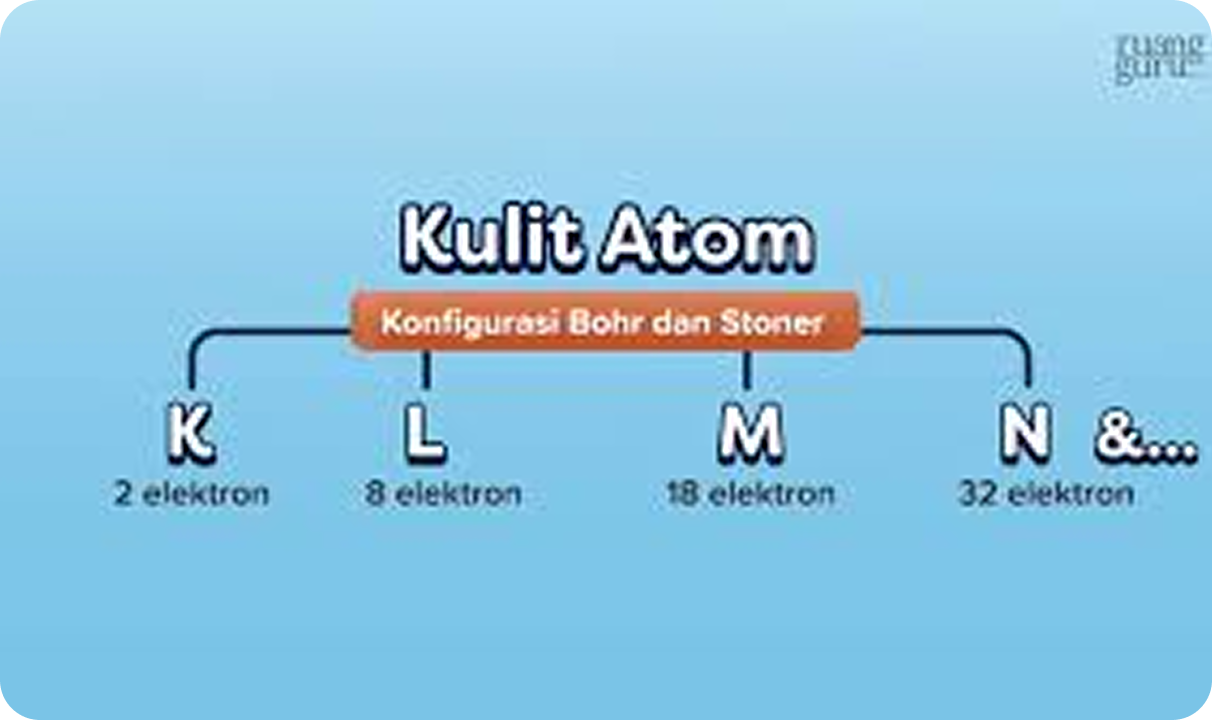 ruang
guru
Kulit Atom
Konfigurasi Bohr dan Stoner
K L M N &...
2 elektron 8 elektron 18 elektron 32 elektron